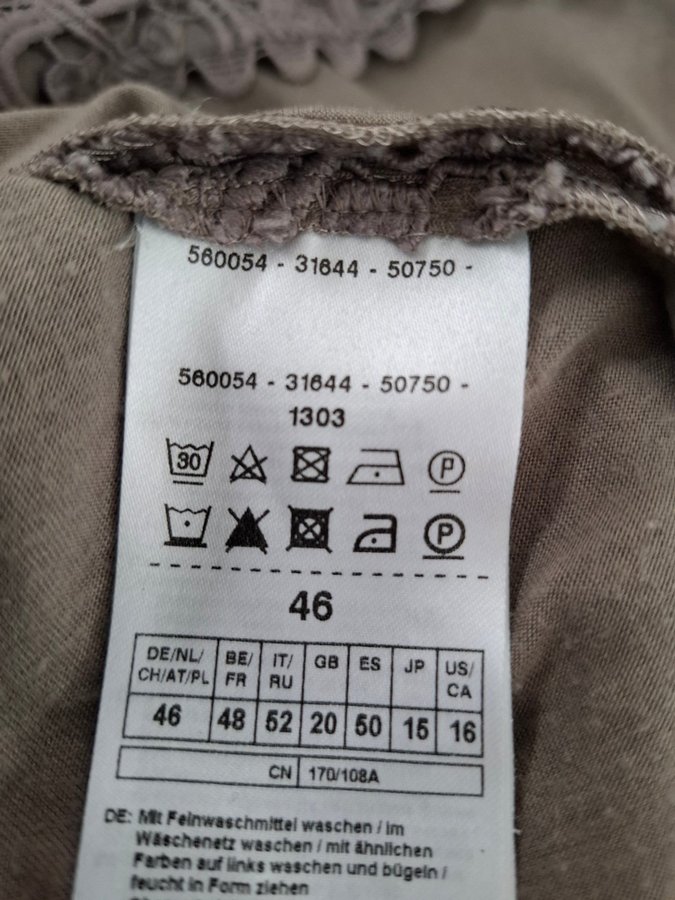 560054 - 31644 - 50750 -
560054 - 31644 - 50750 -
1303
30 P
P
46
DE/NL/ CH/AT/PL BE/ FR IT/ RU GB ES JP US/ CA
46 48 52 20 50 15 16
CN 170/108A
DE: Mit Feinwaschmittel waschen / im
Wäschenetz waschen / mit ähnlichen
Farben auf links waschen und bügeln /
feucht in Form ziehen